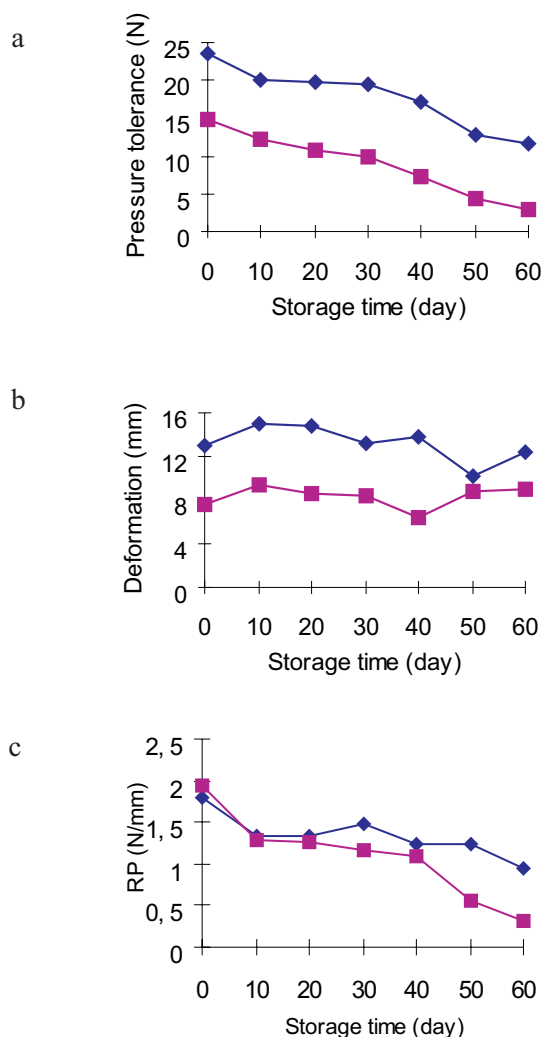 a
Pressure tolerance (N)
25
20
15
10
5
0
0 10 20 30 40 50 60
Storage time (day)
b
Deformation (mm)
16
12
8
4
0
0 10 20 30 40 50 60
Storage time (day)
c
RP (N/mm)
2, 5
2
1, 5
1
0, 5
0
0 10 20 30 40 50 60
Storage time (day)